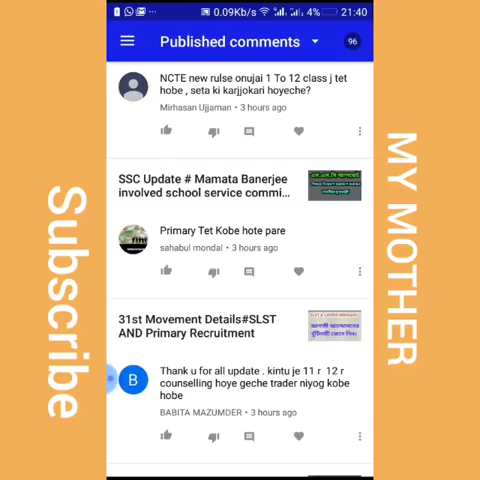 0.09Kb/s 4% 21:40
Published comments
96
NCTE new rulse onujai 1 To 12 class j tet
hobe , seta ki karjjokari hoyeche?
Mirhasan Ujjaman • 3 hours ago
SSC Update # Mamata Banerjee
involved school service commi...
Primary Tet Kobe hote pare
sahabul mondal • 3 hours ago
31st Movement Details#SLST
AND Primary Recruitment
B
Thank u for all update . kintu je 11 r 12 r
counselling hoye geche trader niyog kobe
hobe
BABITA MAZUMDER • 3 hours ago
Subscribe
MY MOTHER